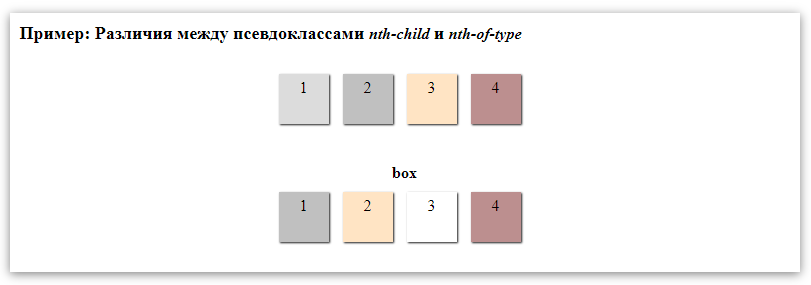 Пример: Различия между псевдоклассами nth-child и nth-of-type
1 2 3 4
box
1 2 3 4